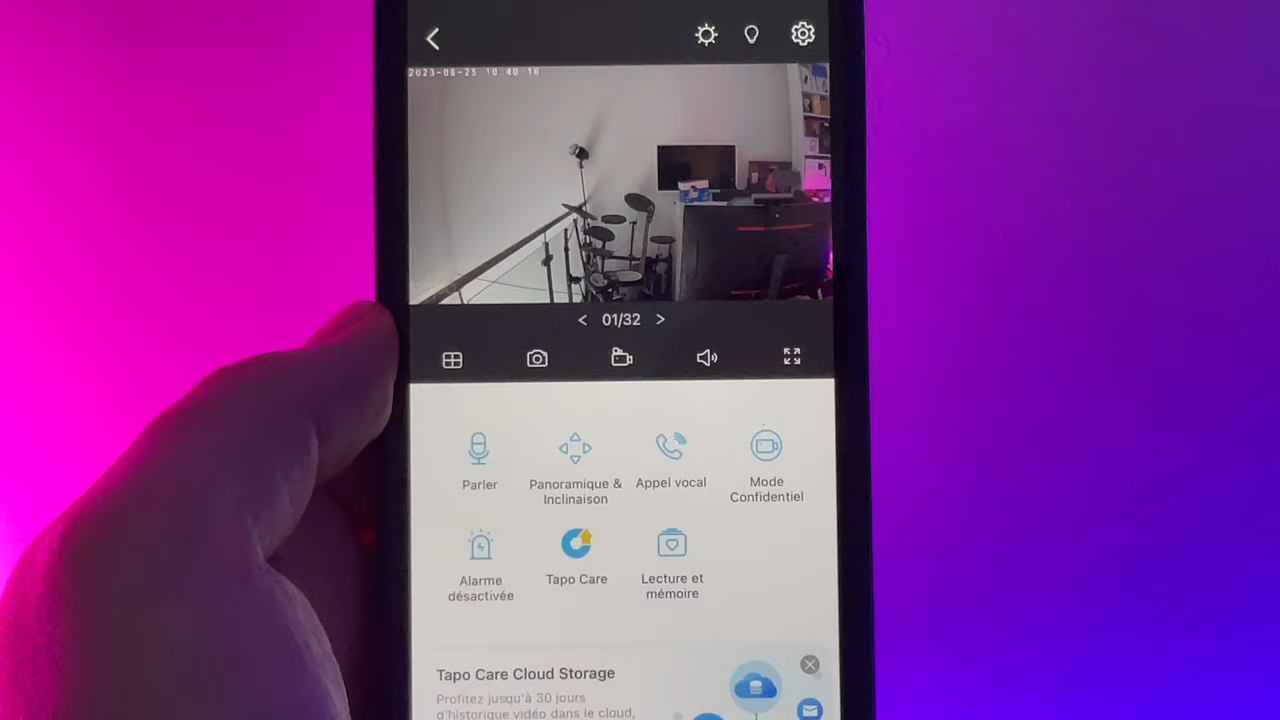 2023-06-25 10:40:16
< 01/32 >
Parler
Panoramique &
Inclinaison
Appel vocal
Mode
Confidentiel
Alarme
désactivée
Tapo Care
Lecture et
mémoire
Tapo Care Cloud Storage
Profitez jusqu'à 30 jours
d'historique vidéo dans le cloud,